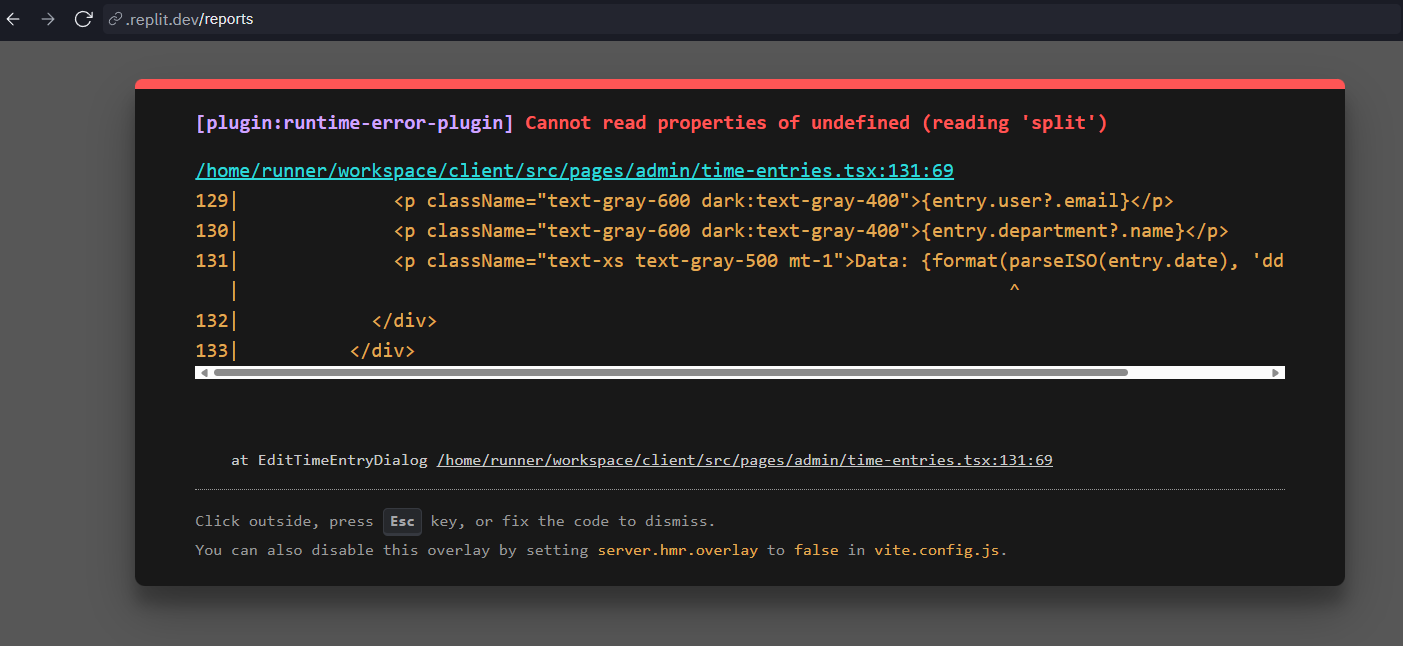 .replit.dev/reports
[plugin:runtime-error-plugin] Cannot read properties of undefined (reading 'split')
/home/runner/workspace/client/src/pages/admin/time-entries.tsx:131:69
129|              <p className="text-gray-600 dark:text-gray-400">{entry.user?.email}</p>
130|              <p className="text-gray-600 dark:text-gray-400">{entry.department?.name}</p>
131|              <p className="text-xs text-gray-500 mt-1">Data: {format(parseISO(entry.date), 'dd
   |                                                                      ^
132|            </div>
133|          </div>
at EditTimeEntryDialog /home/runner/workspace/client/src/pages/admin/time-entries.tsx:131:69
Click outside, press Esc key, or fix the code to dismiss.
You can also disable this overlay by setting server.hmr.overlay to false in vite.config.js.